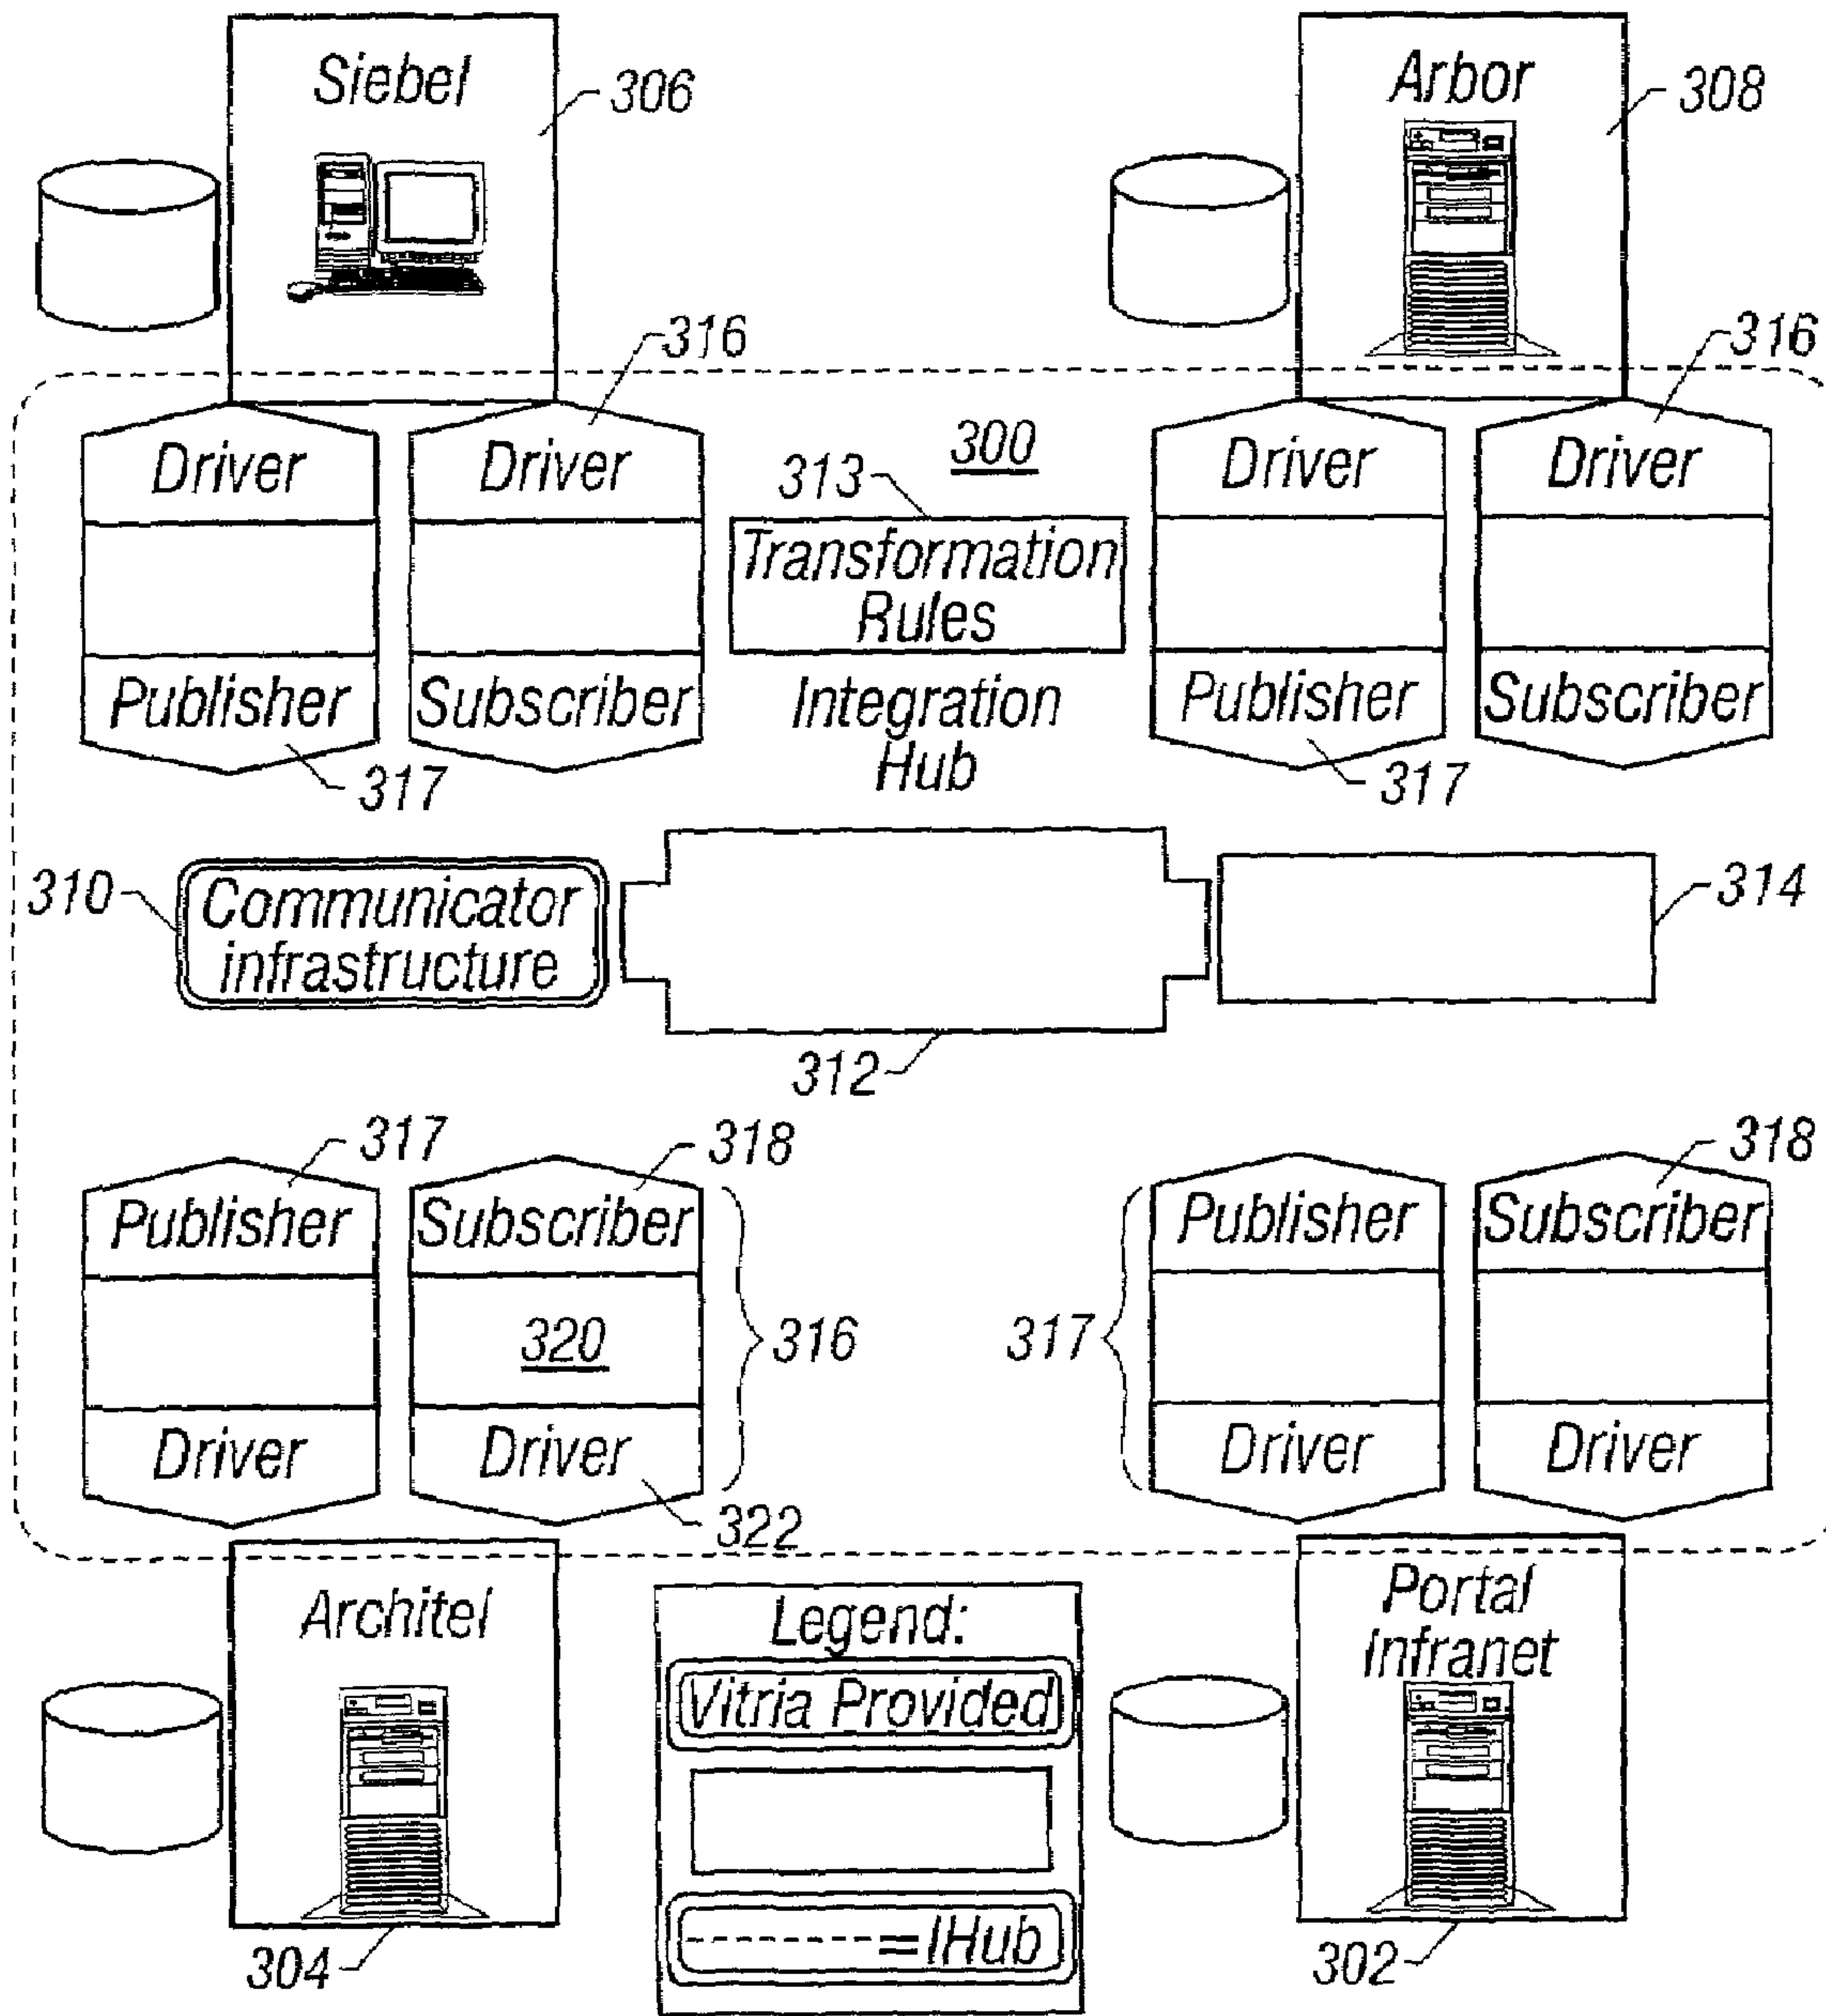 Siebel
306
Arbor
308
316
316
Driver
Driver
300
Driver
Driver
313
Transformation
Rules
Publisher
Subscriber
Integration
Hub
Publisher
Subscriber
317
317
310
Communicator
infrastructure
314
312
317
318
318
Publisher
Subscriber
Publisher
Subscriber
320
316
317
Driver
Driver
Driver
Driver
322
Architel
Legend:
Portal
Infranet
Vitria Provided
=IHub
304
302